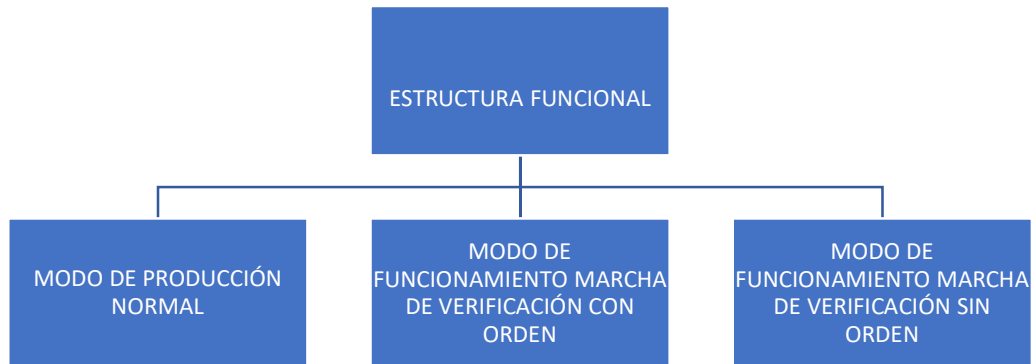 ESTRUCTURA FUNCIONAL
MODO DE PRODUCCIÓN
NORMAL
MODO DE
FUNCIONAMIENTO MARCHA
DE VERIFICACIÓN CON
ORDEN
MODO DE
FUNCIONAMIENTO MARCHA
DE VERIFICACIÓN SIN
ORDEN